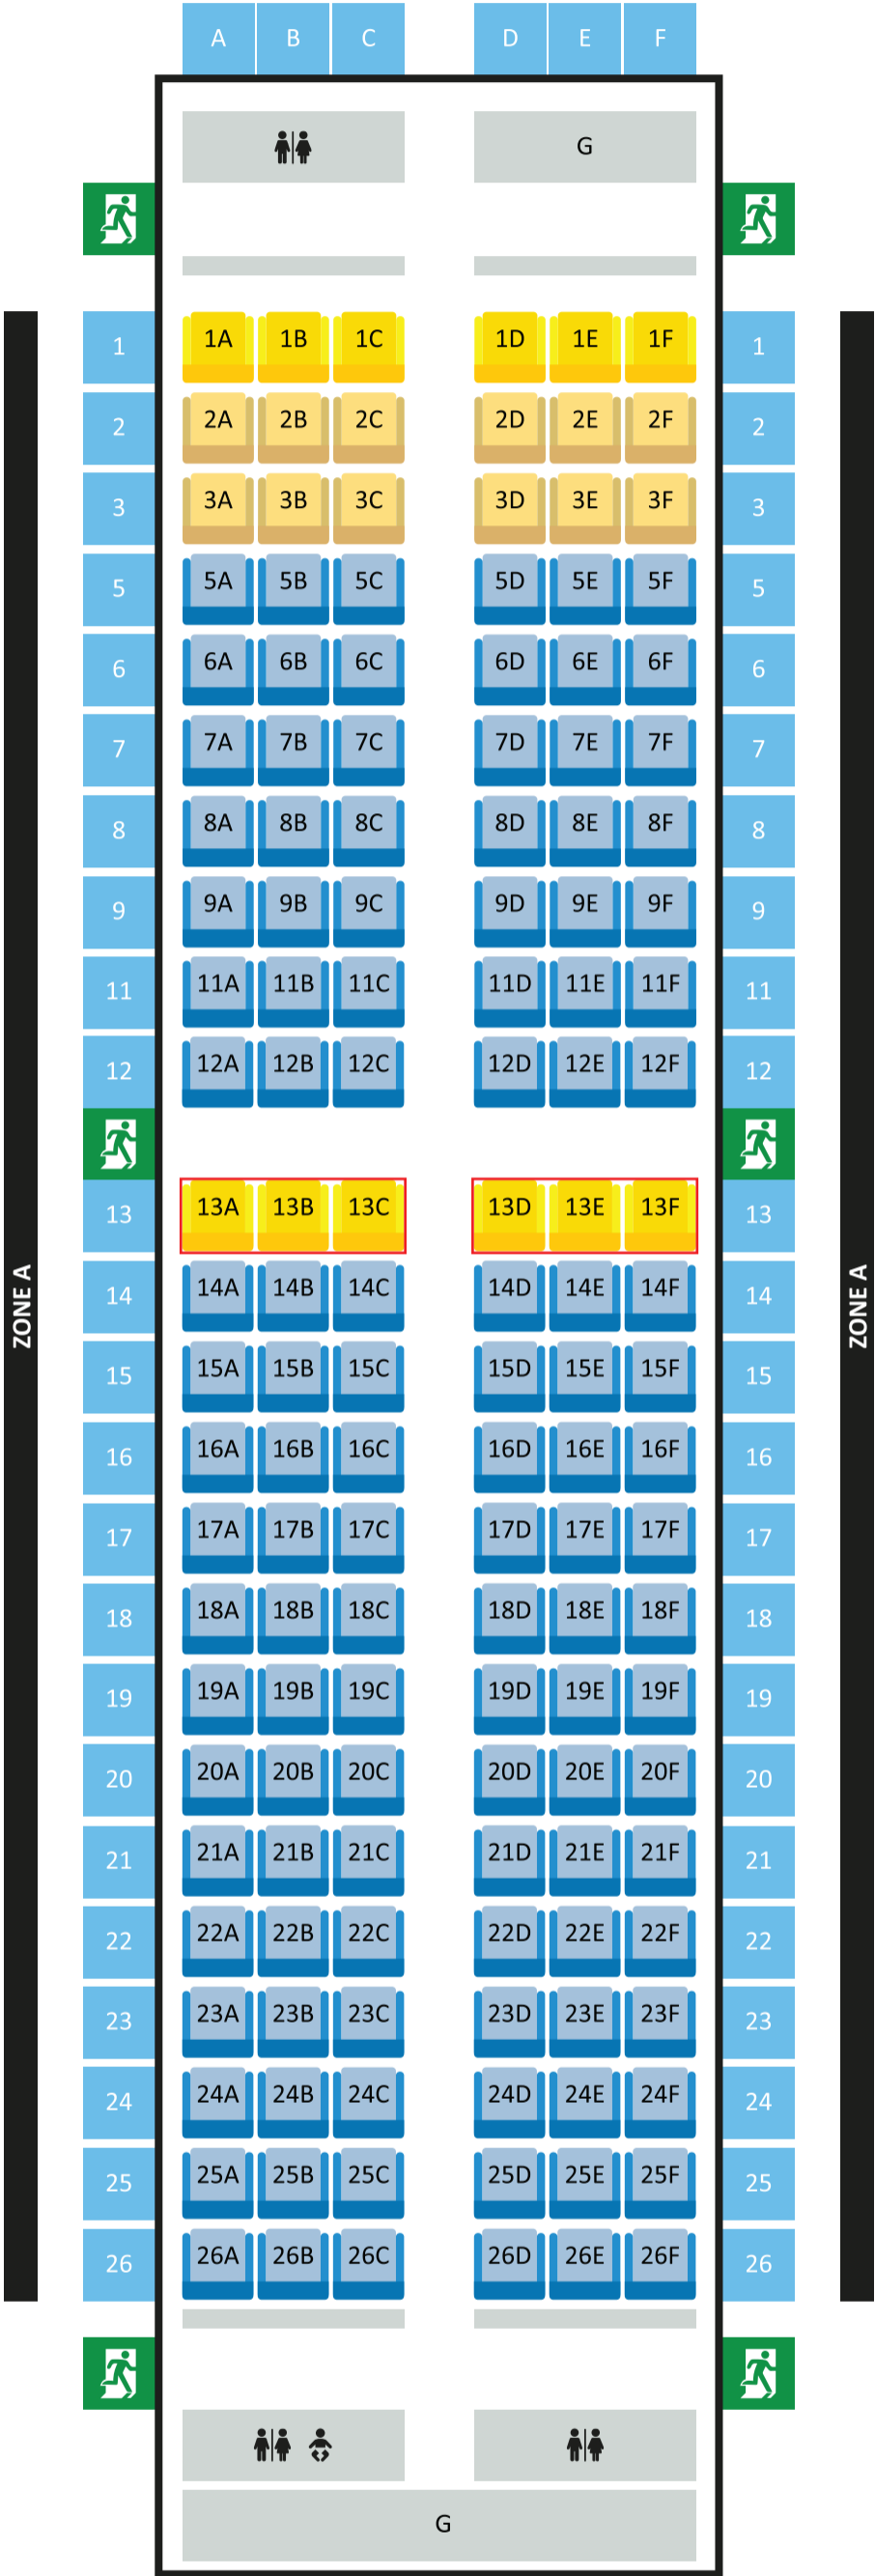 A B C D E F
G
1 1A 1B 1C 1D 1E 1F 1
2 2A 2B 2C 2D 2E 2F 2
3 3A 3B 3C 3D 3E 3F 3
5 5A 5B 5C 5D 5E 5F 5
6 6A 6B 6C 6D 6E 6F 6
7 7A 7B 7C 7D 7E 7F 7
8 8A 8B 8C 8D 8E 8F 8
9 9A 9B 9C 9D 9E 9F 9
11 11A 11B 11C 11D 11E 11F 11
12 12A 12B 12C 12D 12E 12F 12
13 13A 13B 13C 13D 13E 13F 13
ZONE A
ZONE A
14 14A 14B 14C 14D 14E 14F 14
15 15A 15B 15C 15D 15E 15F 15
16 16A 16B 16C 16D 16E 16F 16
17 17A 17B 17C 17D 17E 17F 17
18 18A 18B 18C 18D 18E 18F 18
19 19A 19B 19C 19D 19E 19F 19
20 20A 20B 20C 20D 20E 20F 20
21 21A 21B 21C 21D 21E 21F 21
22 22A 22B 22C 22D 22E 22F 22
23 23A 23B 23C 23D 23E 23F 23
24 24A 24B 24C 24D 24E 24F 24
25 25A 25B 25C 25D 25E 25F 25
26 26A 26B 26C 26D 26E 26F 26
G